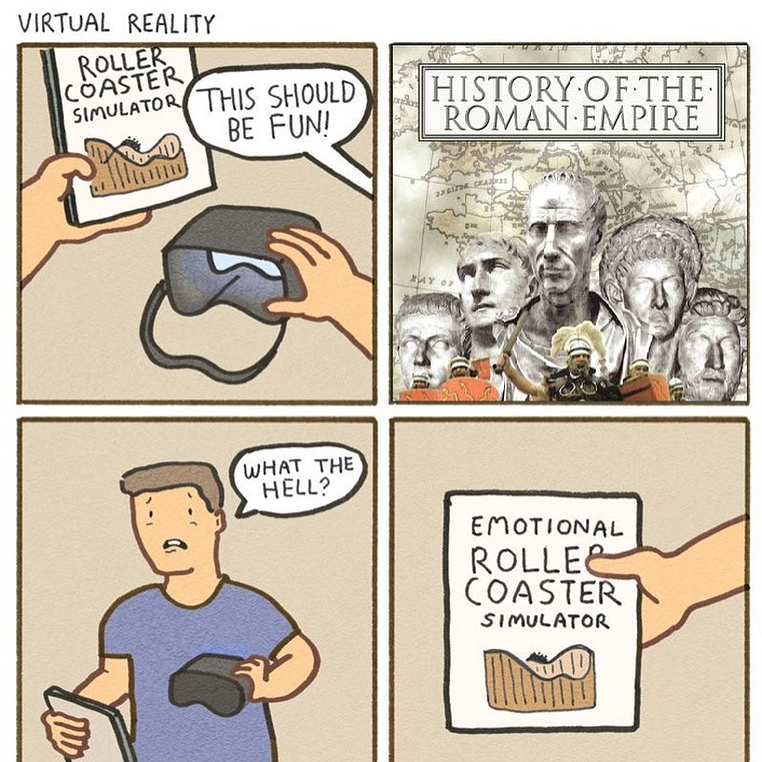 VIRTUAL REALITY
ROLLER
COASTER
SIMULATOR
THIS SHOULD
BE FUN!
HISTORY·OF·THE·
ROMAN·EMPIRE
WHAT THE
HELL?
EMOTIONAL
ROLLER
COASTER
SIMULATOR